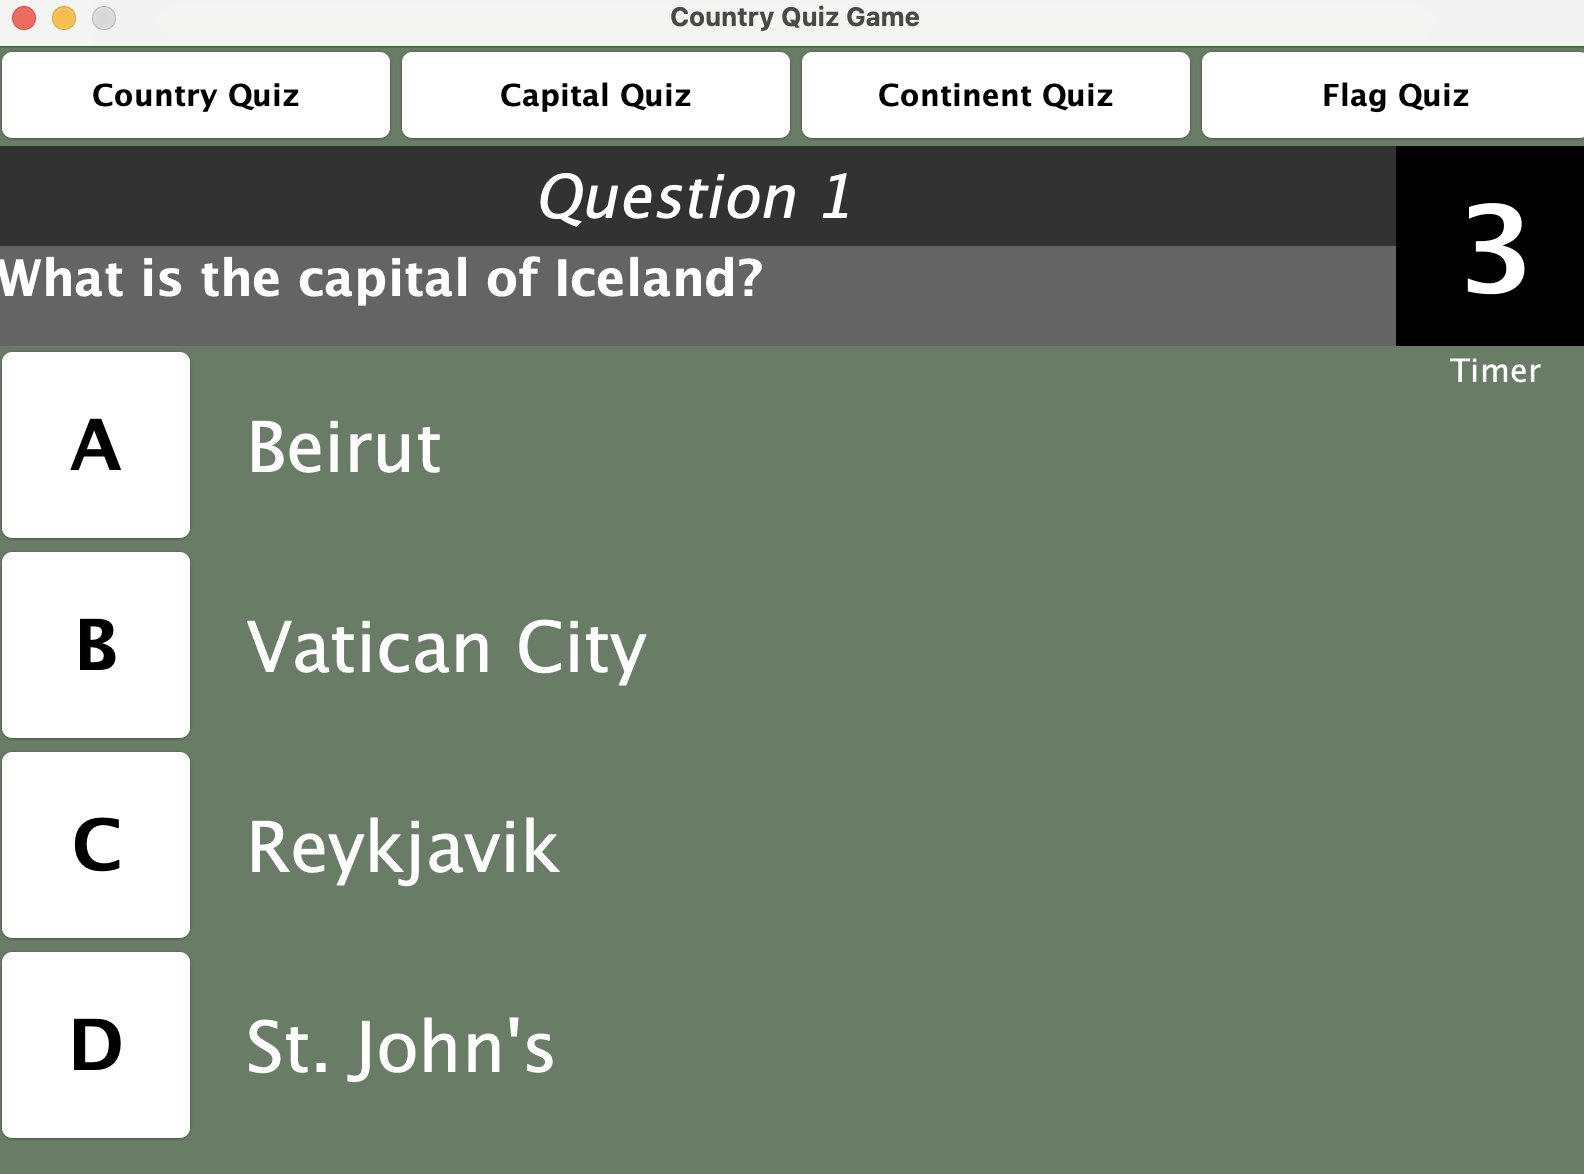 Country Quiz Game
Country Quiz
Capital Quiz
Continent Quiz
Flag Quiz
Question 1
3
What is the capital of Iceland?
Timer
A
Beirut
B
Vatican City
C
Reykjavik
D
St. John's